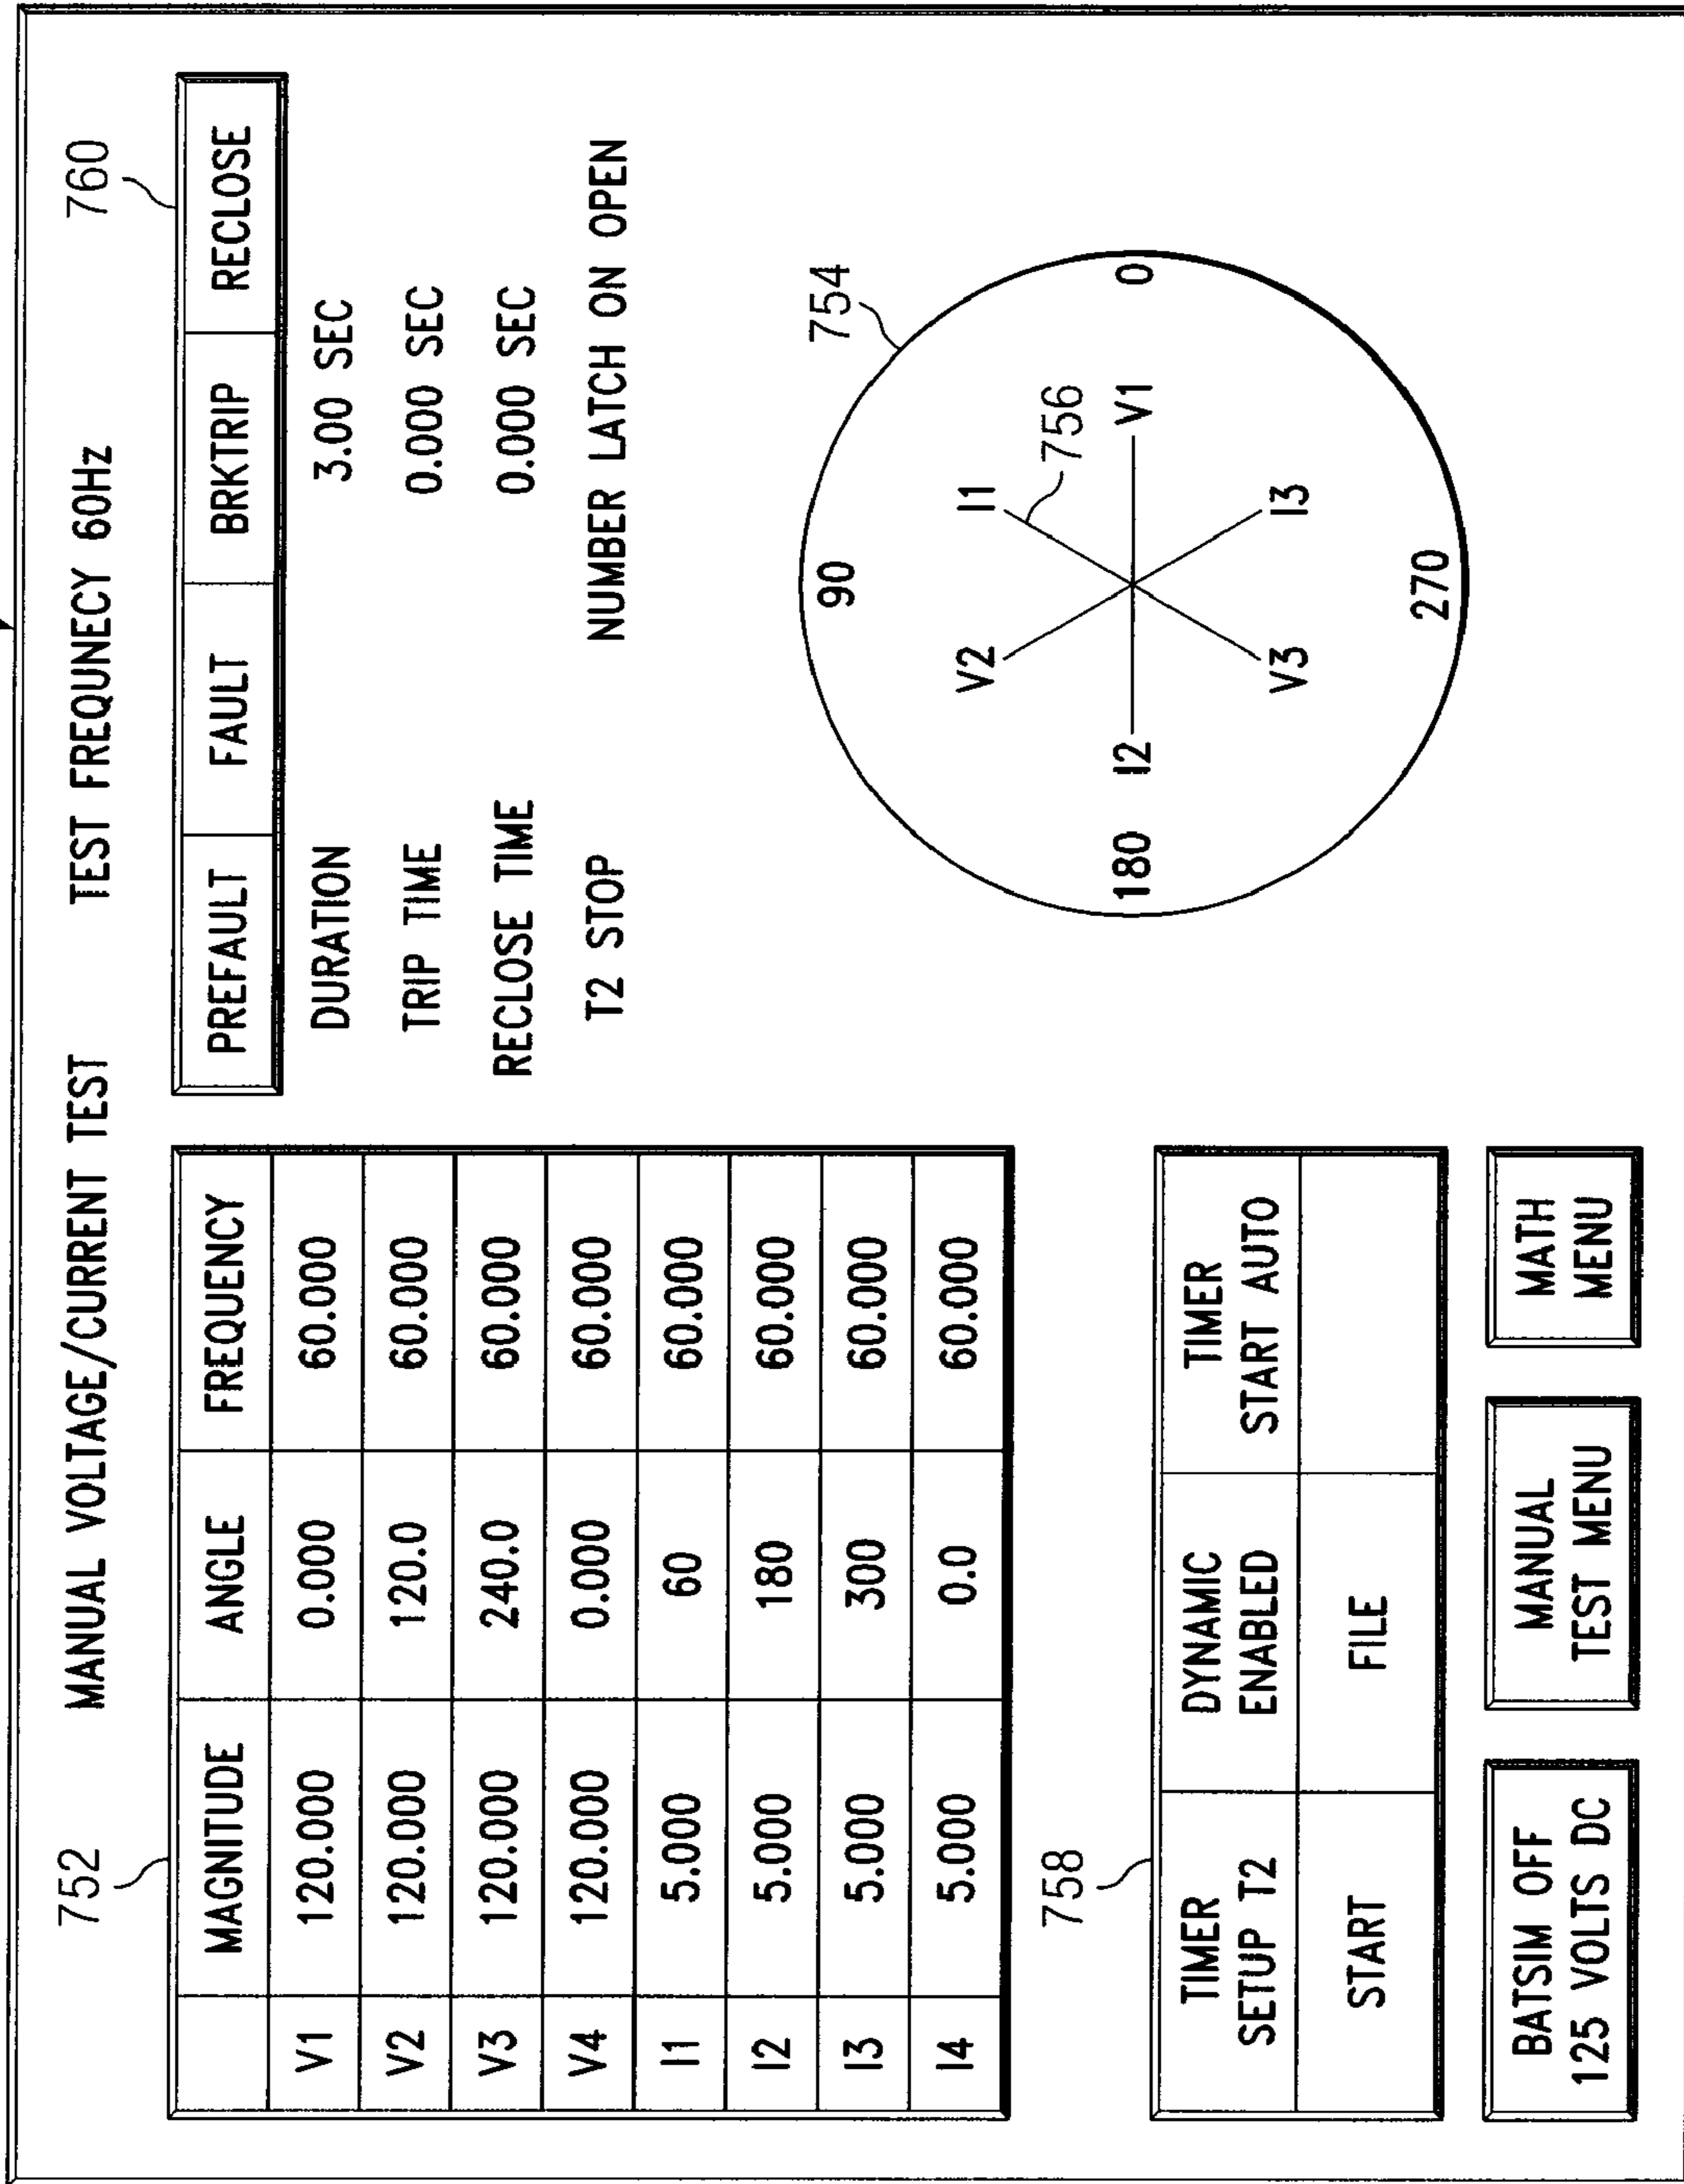 MANUAL VOLTAGE/CURRENT TEST TEST FREQUNECY 60Hz
752
MAGNITUDE ANGLE FREQUENCY
V1 120.000 0.000 60.000
V2 120.000 120.0 60.000
V3 120.000 240.0 60.000
V4 120.000 0.000 60.000
I1 5.000 60 60.000
I2 5.000 180 60.000
I3 5.000 300 60.000
I4 5.000 0.0 60.000
760
PREFAULT FAULT BRKTRIP RECLOSE
DURATION 3.00 SEC
TRIP TIME 0.000 SEC
RECLOSE TIME 0.000 SEC
T2 STOP NUMBER LATCH ON OPEN
754
90
V2 I1
756
180 I2 V1 0
V3 I3
270
758
TIMER
SETUP T2
DYNAMIC
ENABLED
TIMER
START AUTO
START FILE
BATSIM OFF
125 VOLTS DC
MANUAL
TEST MENU
MATH
MENU